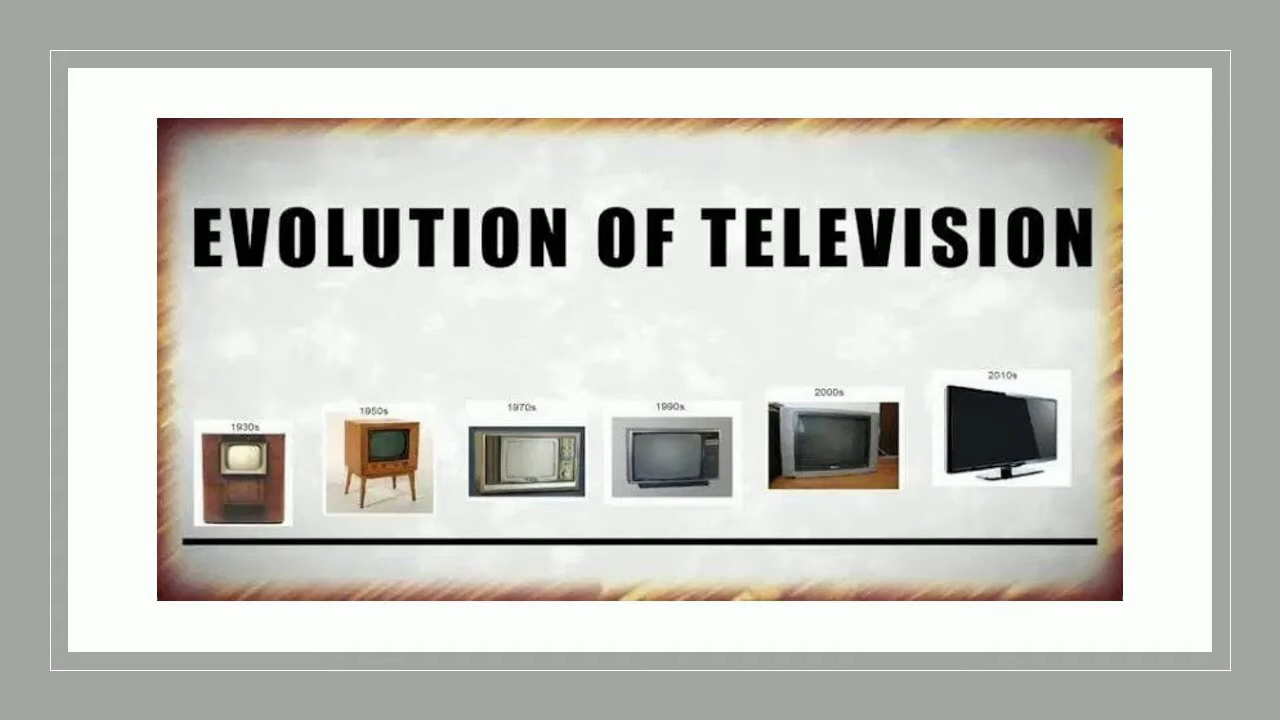 EVOLUTION OF TELEVISION
1930s
1950s
1970s
1990s
2000s
2010s